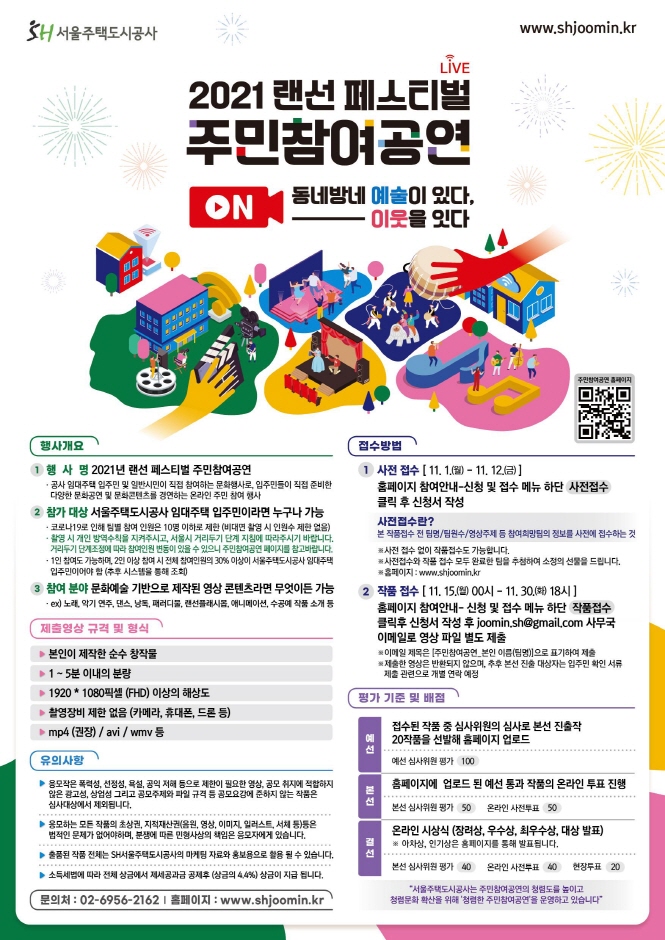 SH 서울주택도시공사
www.shjoomin.kr
LIVE
2021 랜선 페스티벌
주민참여공연
ON
동네방네 예술이 있다,
이웃을 잇다
주민참여공연 홈페이지
행사개요
1 행 사 명 2021년 랜선 페스티벌 주민참여공연
· 공사 임대주택 입주민 및 일반시민이 직접 참여하는 문화행사로, 입주민들이 직접 준비한
다양한 문화공연 및 문화콘텐츠를 경연하는 온라인 주민 참여 행사
2 참가 대상 서울주택도시공사 임대주택 입주민이라면 누구나 가능
· 코로나19로 인해 팀별 참여 인원은 10명 이하로 제한 (비대면 촬영 시 인원수 제한 없음)
· 촬영 시 개인 방역수칙을 지켜주시고, 서울시 거리두기 단계 지침에 따라주시기 바랍니다.
거리두기 단계조정에 따라 참여인원 변동이 있을 수 있으니 주민참여공연 페이지를 참고바랍니다.
· 1인 참여도 가능하며, 2인 이상 참여 시 전체 참여인원의 30% 이상이 서울주택도시공사 임대주택
입주민이어야 함 (추후 시스템을 통해 조회)
3 참여 분야 문화예술 기반으로 제작된 영상 콘텐츠라면 무엇이든 가능
· ex) 노래, 악기 연주, 댄스, 낭독, 패러디물, 랜선플래시몹, 애니메이션, 수공예 작품 소개 등
제출영상 규격 및 형식
▶ 본인이 제작한 순수 창작물
▶ 1 ~ 5분 이내의 분량
▶ 1920 * 1080픽셀 (FHD) 이상의 해상도
▶ 촬영장비 제한 없음 (카메라, 휴대폰, 드론 등)
▶ mp4 (권장) / avi / wmv 등
유의사항
▶ 응모작은 폭력성, 선정성, 욕설, 공익 저해 등으로 제한이 필요한 영상, 공모 취지에 적합하지
않은 광고성, 상업성 그리고 공모주제와 파일 규격 등 공모요강에 준하지 않는 작품은
심사대상에서 제외됩니다.
▶ 응모하는 모든 작품의 초상권, 지적재산권(음원, 영상, 이미지, 일러스트, 서체 등)등은
법적인 문제가 없어야하며, 분쟁에 따른 민형사상의 책임은 응모자에게 있습니다.
▶ 출품된 작품 전체는 SH서울주택도시공사의 마케팅 자료와 홍보용으로 활용 될 수 있습니다.
▶ 소득세법에 따라 전체 상금에서 제세공과금 공제후 (상금의 4.4%) 상금이 지급 됩니다.
문의처 : 02-6956-2162 I 홈페이지 : www.shjoomin.kr
접수방법
1 사전 접수 [ 11. 1.(월) - 11. 12.(금) ]
홈페이지 참여안내-신청 및 접수 메뉴 하단 사전접수
클릭 후 신청서 작성
사전접수란?
본 작품접수 전 팀명/팀원수/영상주제 등 참여희망팀의 정보를 사전에 접수하는 것
※사전 접수 없이 작품접수도 가능합니다.
※사전접수와 작품 접수 모두 완료한 팀을 추첨하여 소정의 선물을 드립니다.
※홈페이지 : www.shjoomin.kr
2 작품 접수 [ 11. 15.(월) 00시 - 11. 30.(화) 18시 ]
홈페이지 참여안내- 신청 및 접수 메뉴 하단 작품접수
클릭후 신청서 작성 후 joomin.sh@gmail.com 사무국
이메일로 영상 파일 별도 제출
※이메일 제목은 [주민참여공연_본인 이름(팀명)]으로 표기하여 제출
※제출한 영상은 반환되지 않으며, 추후 본선 진출 대상자는 입주민 확인 서류
제출 관련으로 개별 연락 예정
평가 기준 및 배점
예선
접수된 작품 중 심사위원의 심사로 본선 진출작
20작품을 선발해 홈페이지 업로드
예선 심사위원 평가 100
본선
홈페이지에 업로드 된 예선 통과 작품의 온라인 투표 진행
본선 심사위원 평가 50 온라인 사전투표 50
결선
온라인 시상식 (장려상, 우수상, 최우수상, 대상 발표)
※ 아차상, 인기상은 홈페이지를 통해 발표됩니다.
본선 심사위원 평가 40 온라인 사전투표 40 현장투표 20
"서울주택도시공사는 주민참여공연의 청렴도를 높이고
청렴문화 확산을 위해 '청렴한 주민참여공연'을 운영하고 있습니다"